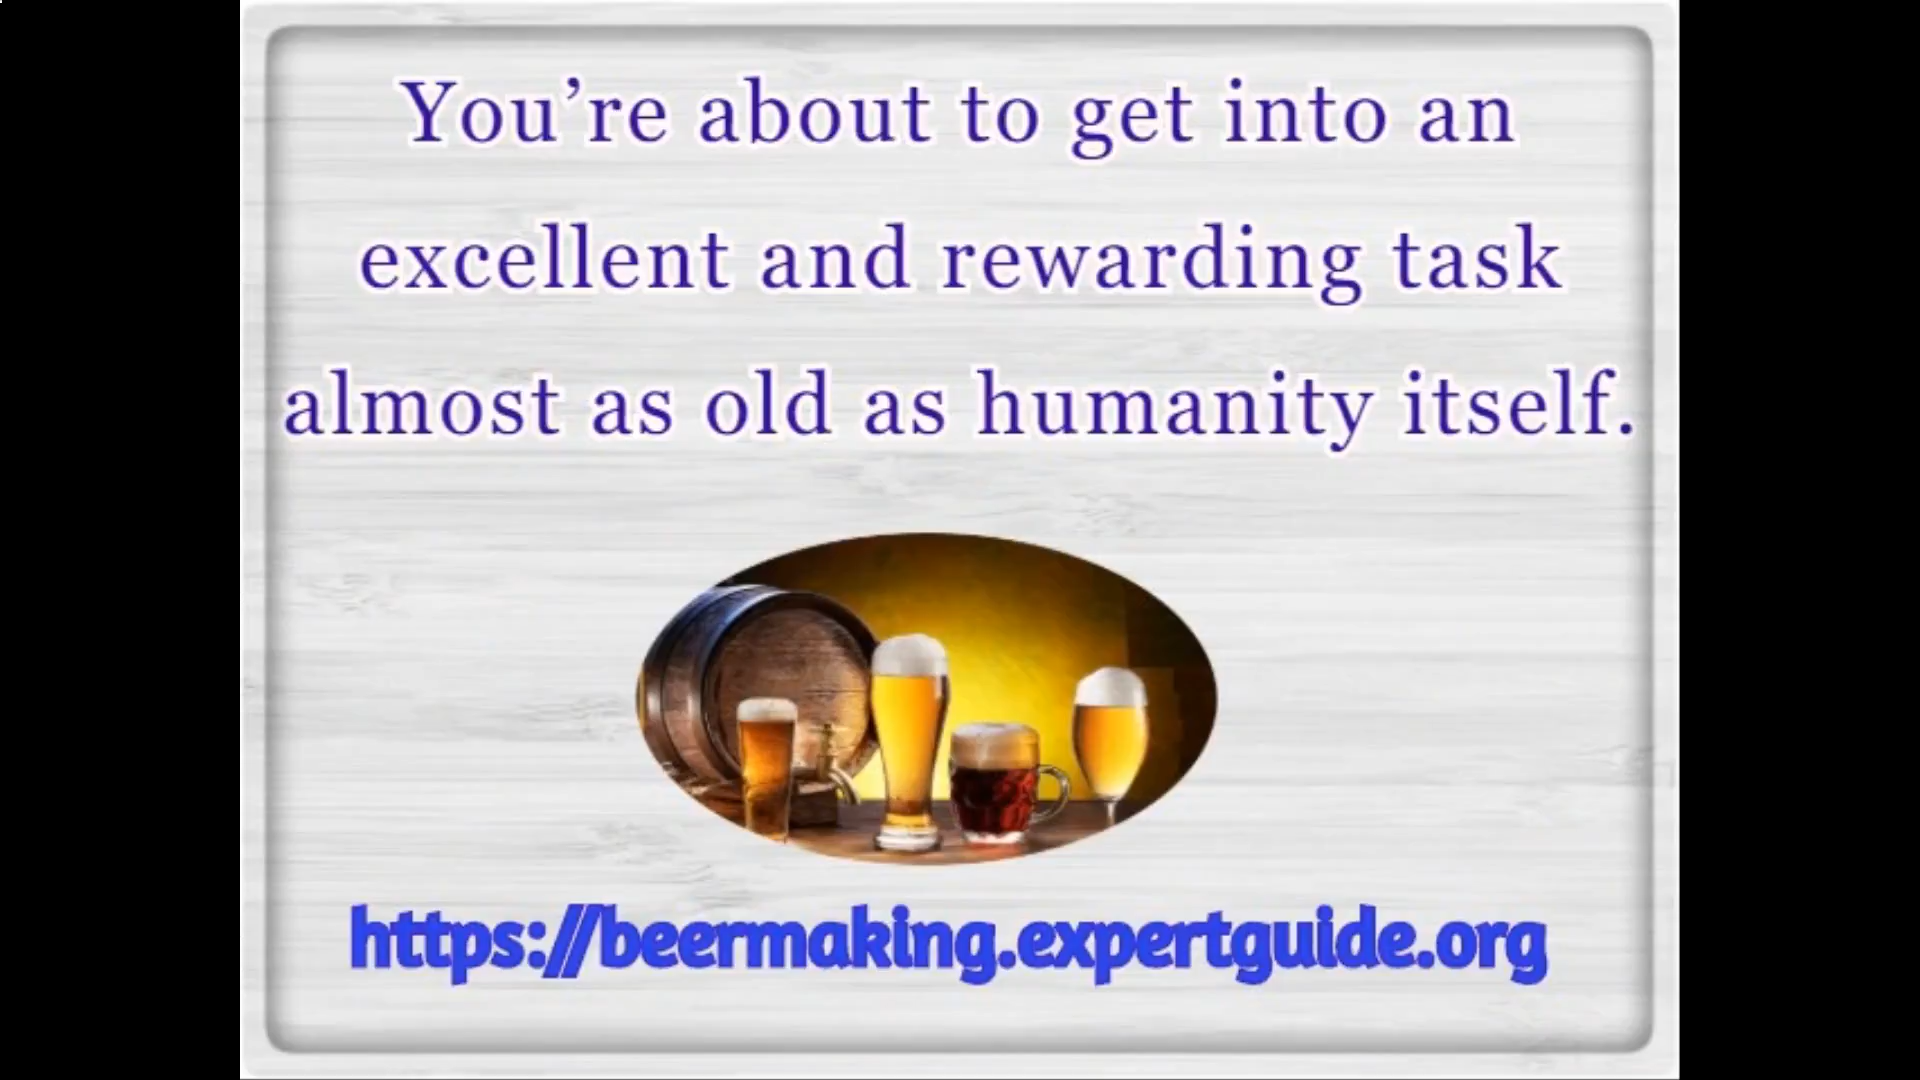 You’re about to get into an
excellent and rewarding task
almost as old as humanity itself.
https://beermaking.expertguide.org